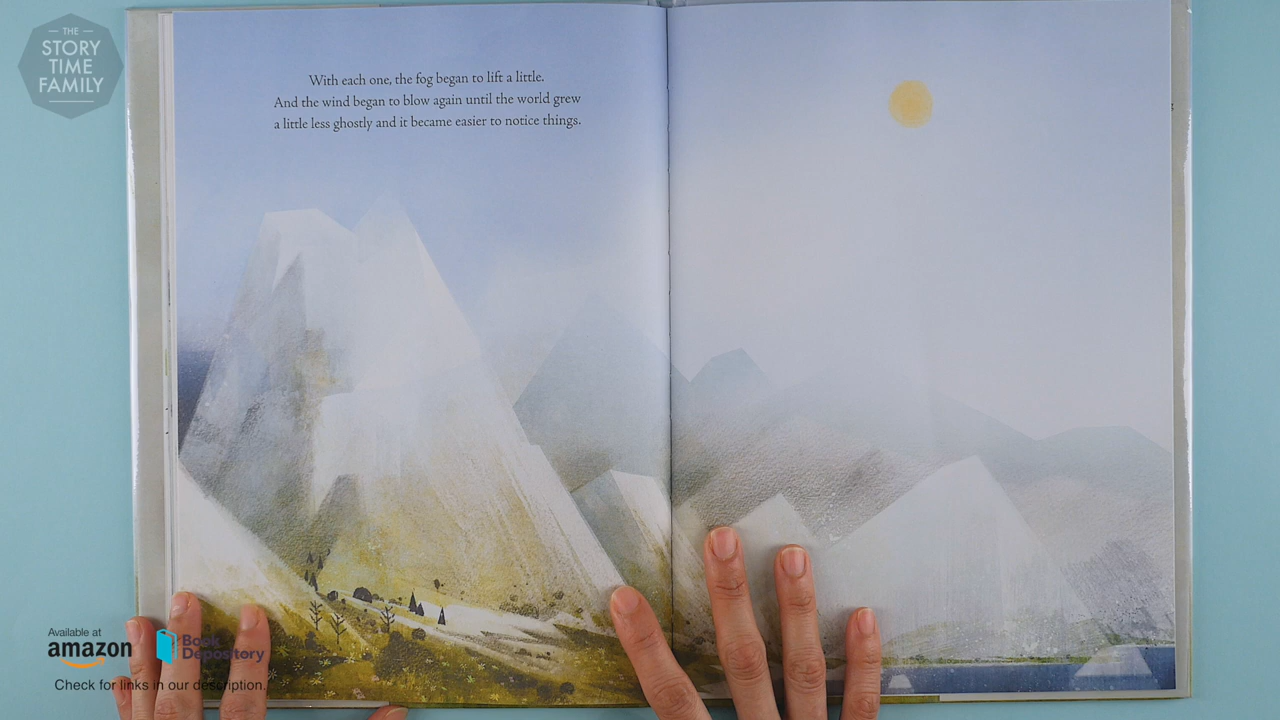 THE
STORY
TIME
FAMILY
With each one, the fog began to lift a little.
And the wind began to blow again until the world grew
a little less ghostly and it became easier to notice things.
Available at
amazon
Book
Depository
Check for links in our description.